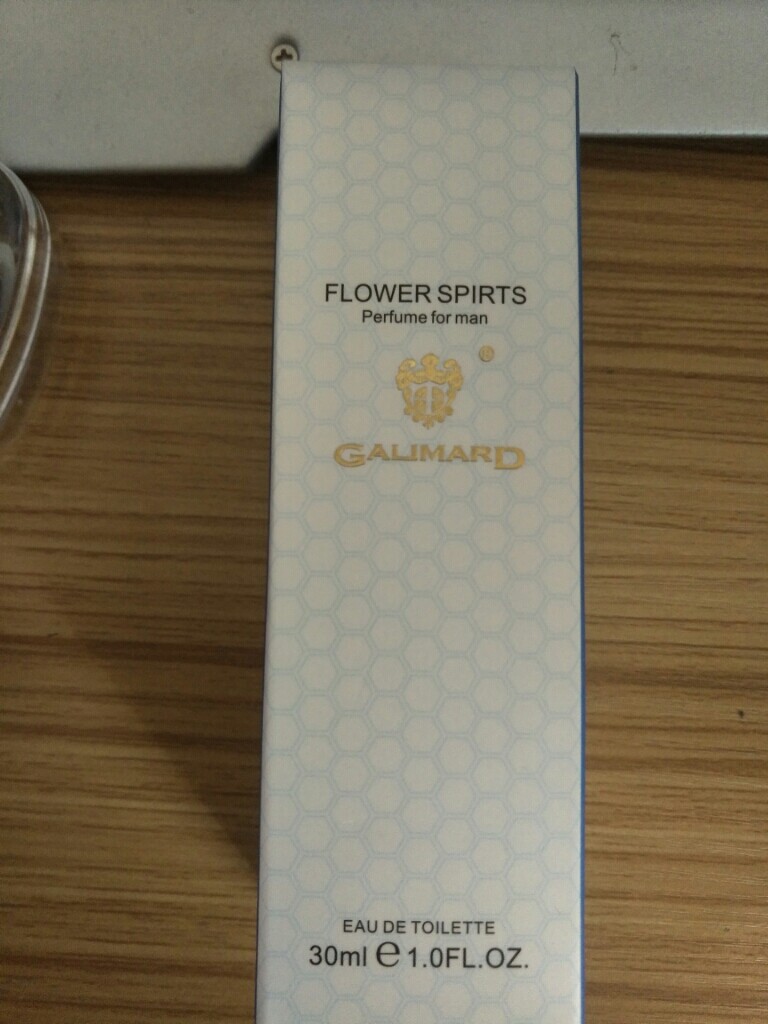 FLOWER SPIRTS
Perfume for man
®
GALIMARD
EAU DE TOILETTE
30ml ℮ 1.0FL.OZ.